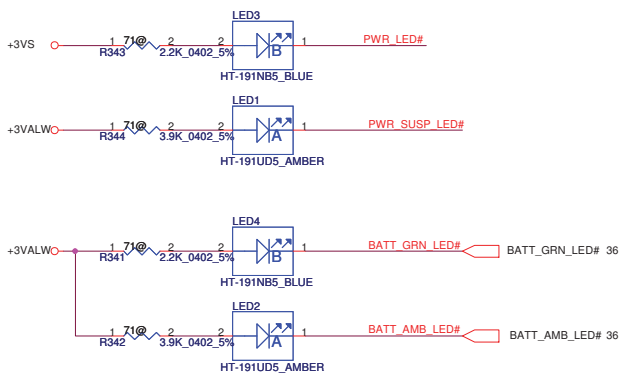 LED3
+3VS 1 71@ 2 2 B 1 PWR_LED#
R343 2.2K_0402_5%
HT-191NB5_BLUE
LED1
+3VALW 1 71@ 2 2 A 1 PWR_SUSP_LED#
R344 3.9K_0402_5%
HT-191UD5_AMBER
LED4
+3VALW 1 71@ 2 2 B 1 BATT_GRN_LED# BATT_GRN_LED# 36
R341 2.2K_0402_5%
HT-191NB5_BLUE
LED2
1 71@ 2 2 A 1 BATT_AMB_LED# BATT_AMB_LED# 36
R342 3.9K_0402_5%
HT-191UD5_AMBER